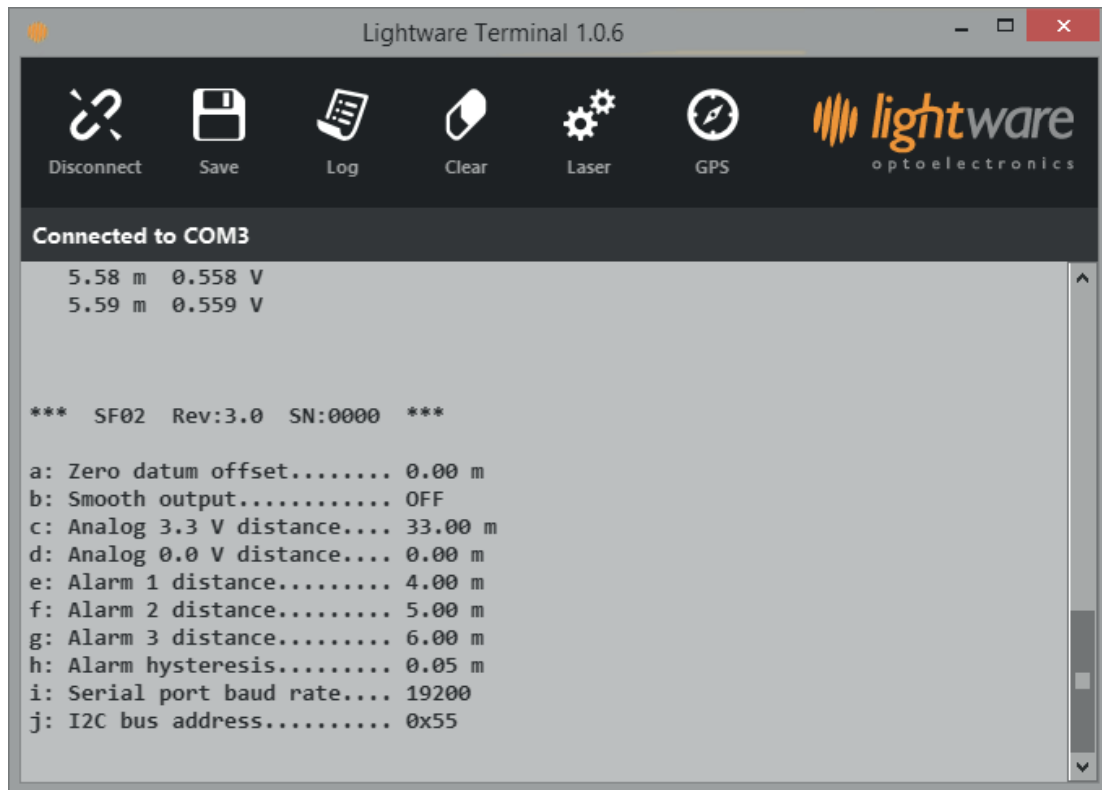 Lightware Terminal 1.0.6
Disconnect Save Log Clear Laser GPS
lightware
optoelectronics
Connected to COM3
5.58 m 0.558 V
5.59 m 0.559 V
*** SF02 Rev:3.0 SN:0000 ***
a: Zero datum offset........ 0.00 m
b: Smooth output............ OFF
c: Analog 3.3 V distance.... 33.00 m
d: Analog 0.0 V distance.... 0.00 m
e: Alarm 1 distance......... 4.00 m
f: Alarm 2 distance......... 5.00 m
g: Alarm 3 distance......... 6.00 m
h: Alarm hysteresis......... 0.05 m
i: Serial port baud rate.... 19200
j: I2C bus address.......... 0x55